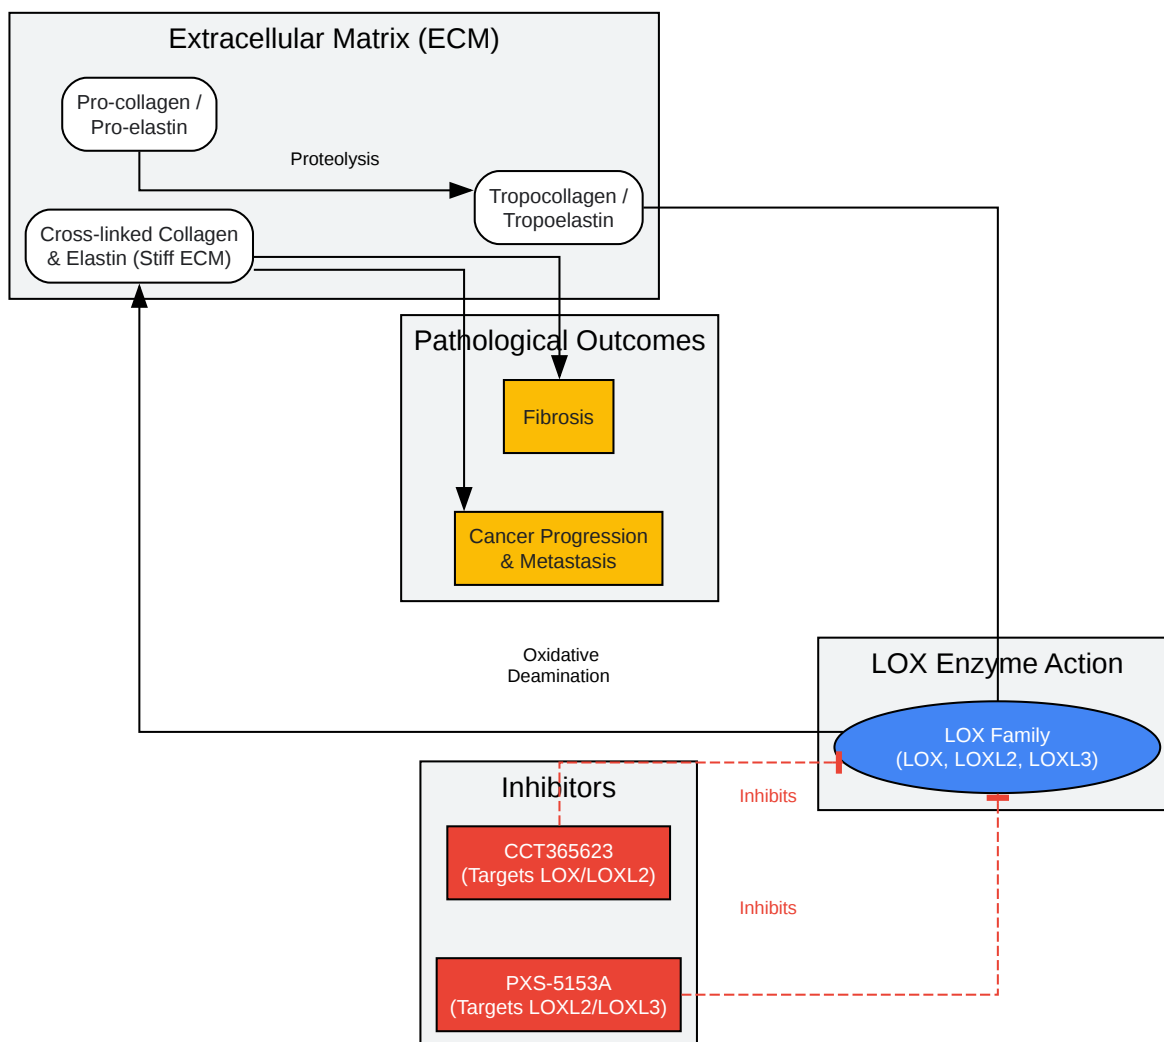 Extracellular Matrix (ECM)
Pro-collagen /
Pro-elastin
Proteolysis
Tropocollagen /
Tropoelastin
Cross-linked Collagen
& Elastin (Stiff ECM)
Pathological Outcomes
Fibrosis
Cancer Progression
& Metastasis
Oxidative
Deamination
LOX Enzyme Action
LOX Family
(LOX, LOXL2, LOXL3)
Inhibitors
Inhibits
CCT365623
(Targets LOX/LOXL2)
Inhibits
PXS-5153A
(Targets LOXL2/LOXL3)